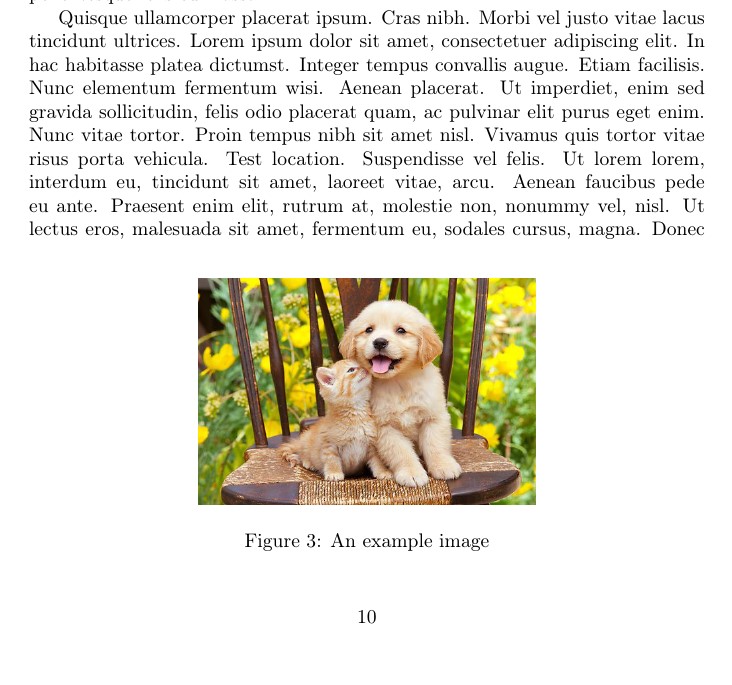 Quisque ullamcorper placerat ipsum. Cras nibh. Morbi vel justo vitae lacus
tincidunt ultrices. Lorem ipsum dolor sit amet, consectetuer adipiscing elit. In
hac habitasse platea dictumst. Integer tempus convallis augue. Etiam facilisis.
Nunc elementum fermentum wisi. Aenean placerat. Ut imperdiet, enim sed
gravida sollicitudin, felis odio placerat quam, ac pulvinar elit purus eget enim.
Nunc vitae tortor. Proin tempus nibh sit amet nisl. Vivamus quis tortor vitae
risus porta vehicula. Test location. Suspendisse vel felis. Ut lorem lorem,
interdum eu, tincidunt sit amet, laoreet vitae, arcu. Aenean faucibus pede
eu ante. Praesent enim elit, rutrum at, molestie non, nonummy vel, nisl. Ut
lectus eros, malesuada sit amet, fermentum eu, sodales cursus, magna. Donec
Figure 3: An example image
10